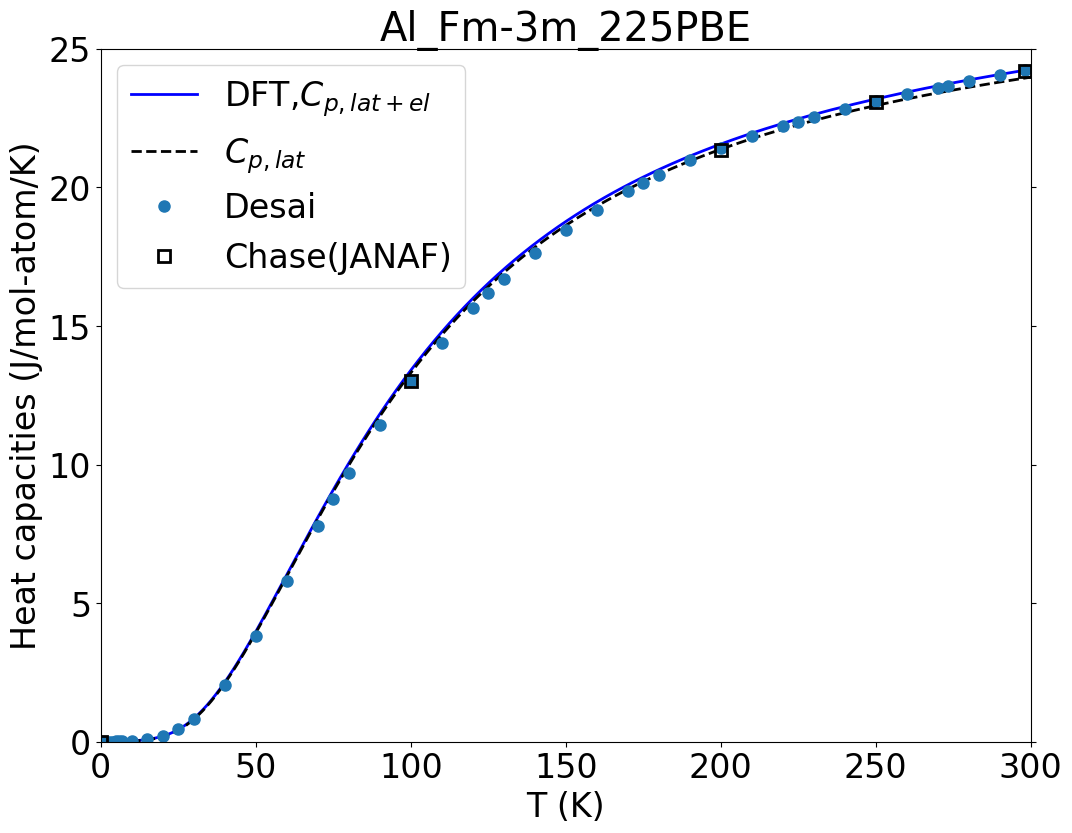 Al_Fm-3m_225PBE
Heat capacities (J/mol-atom/K)
25
20
15
10
5
0
DFT,C_{p, lat+el}
C_{p, lat}
Desai
Chase(JANAF)
0 50 100 150 200 250 300
T (K)